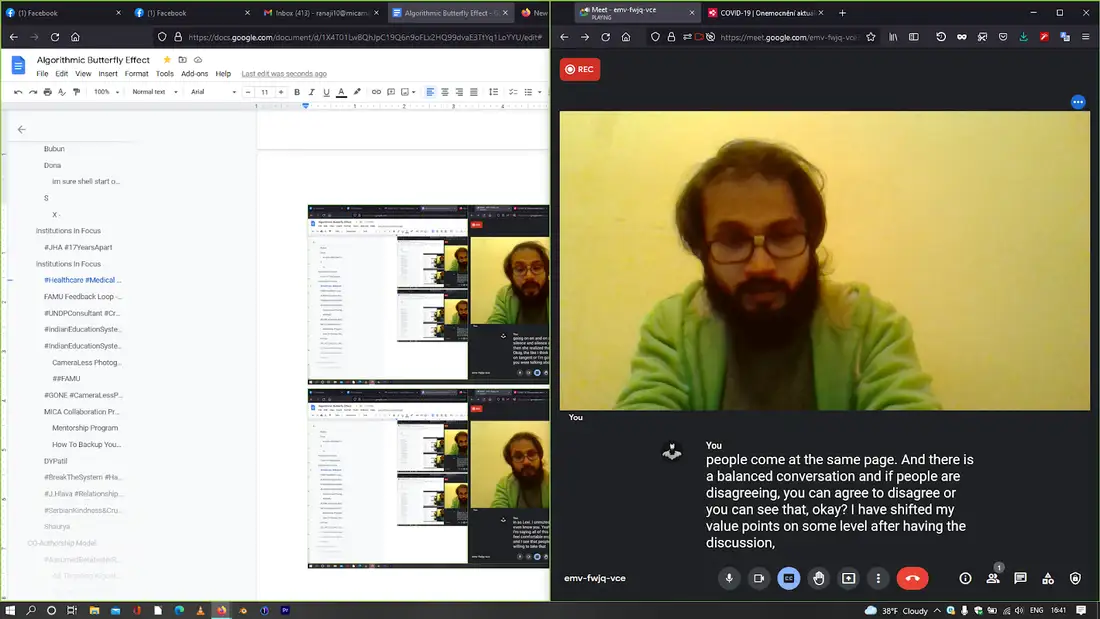 (1) Facebook
(1) Facebook
Inbox (413) - ranaji10@micam
Algorithmic Butterfly Effect -
New
https://docs.google.com/document/d/
Algorithmic Butterfly Effect
File Edit View Insert Format Tools Add-ons Help Last edit was seconds ago
100% Normal text Arial 11
Bubun
Dona
im sure shell start o...
S
X -
Institutions In Focus
#JHA #17YearsApart
Institutions In Focus
#Healthcare #Medical ...
FAMU Feedback Loop -...
#UNDPConsultant #Cr...
#IndianEducationSyste...
#IndianEducationSyste...
CameraLess Photog...
##FAMU
#GONE #CameraLessP...
MICA Collaboration Pr...
Mentorship Program
How To Backup You...
DYPatil
#BreakTheSystem #Ha...
#J.Hlava #Relationship...
#SerbianKindness&Cru...
Shaurya
CO-Authorship Model
Meet - emv-fwjq-vce
PLAYING
COVID-19 | Onemocnění aktuál
https://meet.google.com/emv-fwjq-vce
REC
You
You
people come at the same page. And there is
a balanced conversation and if people are
disagreeing, you can agree to disagree or
you can see that, okay? I have shifted my
value points on some level after having the
discussion,
emv-fwjq-vce
1
38°F Cloudy ENG 16:41